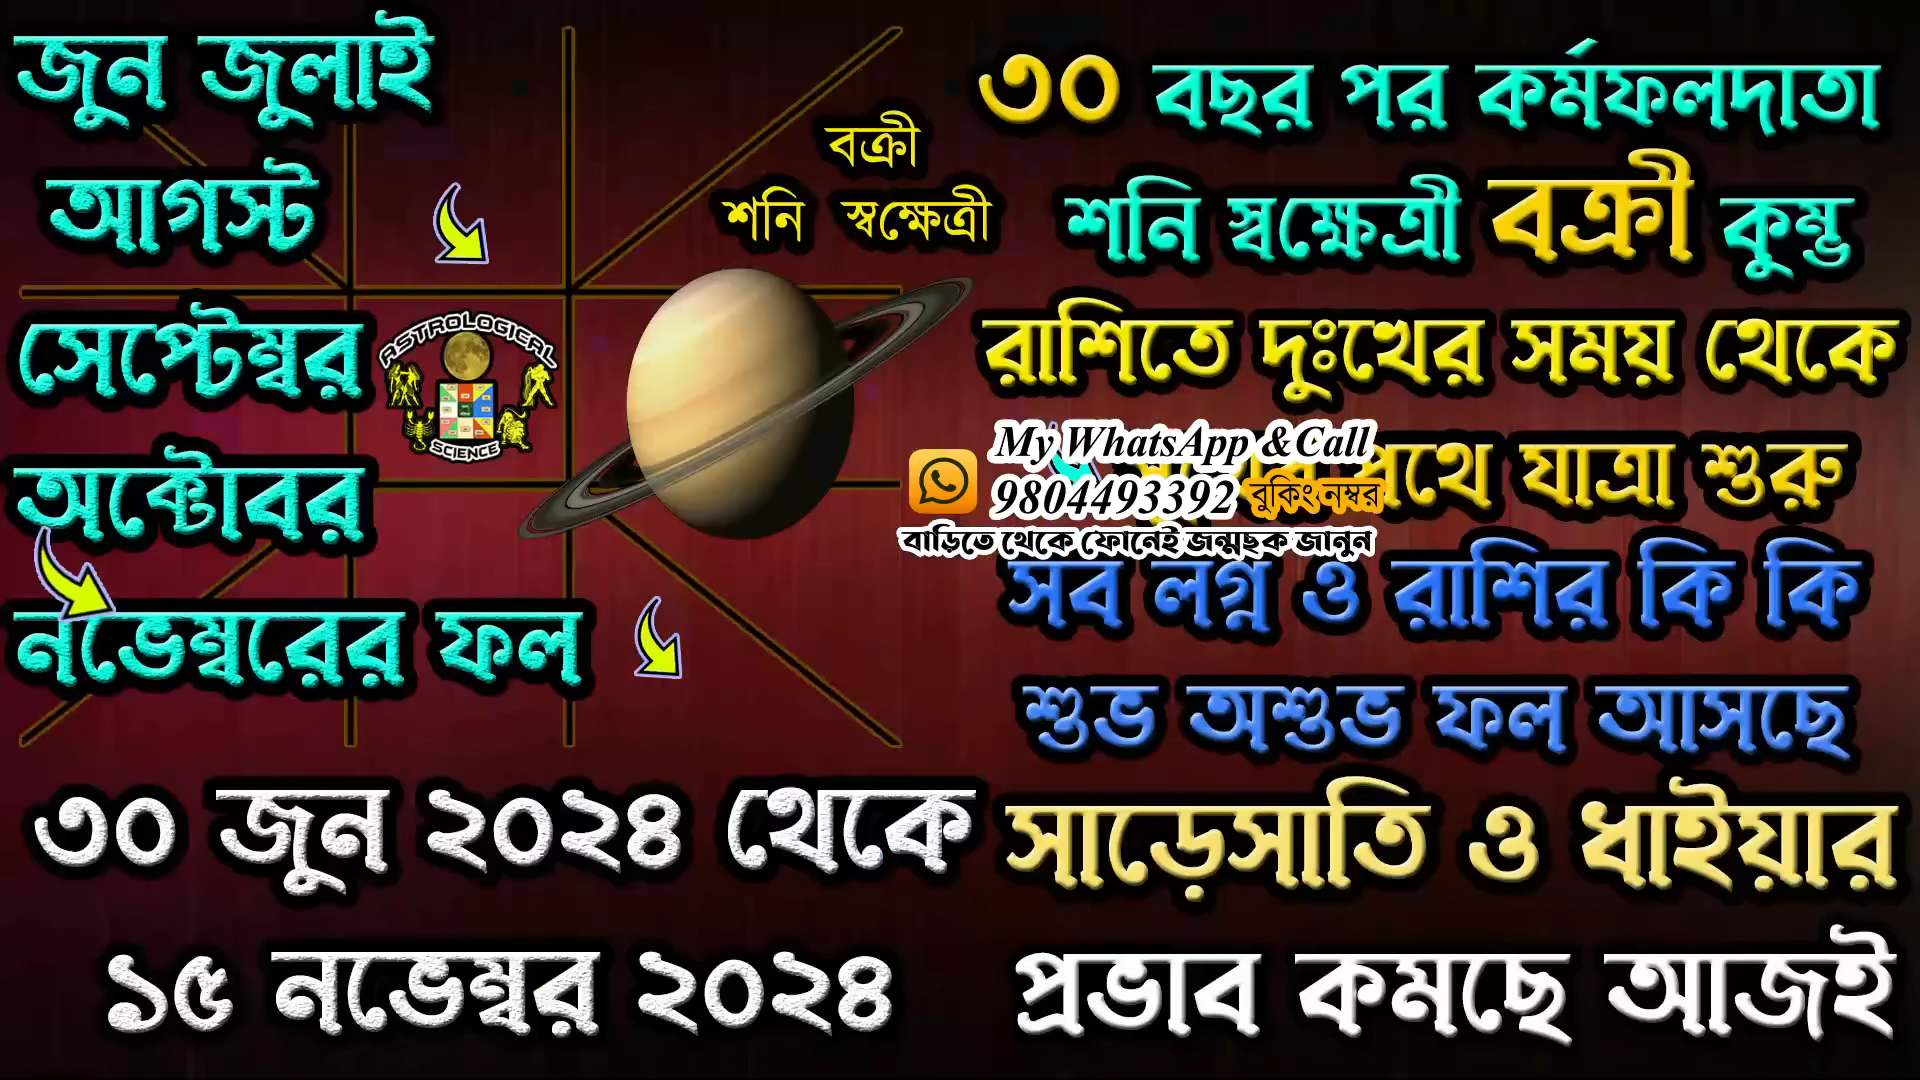 জুন জুলাই
আগস্ট
সেপ্টেম্বর
অক্টোবর
নভেম্বরের ফল
৩০ জুন ২০২৪ থেকে
১৫ নভেম্বর ২০২৪
বক্রী
শনি স্বক্ষেত্রী
ASTROLOGICAL
SCIENCE
৩০ বছর পর কর্মফলদাতা
শনি স্বক্ষেত্রী বক্রী কুম্ভ
রাশিতে দুঃখের সময় থেকে
পথে যাত্রা শুরু
My WhatsApp & Call
9804493392 বুকিং নম্বর
বাড়িতে থেকে ফোনেই জন্মছক জানুন
সব লগ্ন ও রাশির কি কি
শুভ অশুভ ফল আসছে
সাড়েসাতি ও ধাইয়ার
প্রভাব কমছে আজই